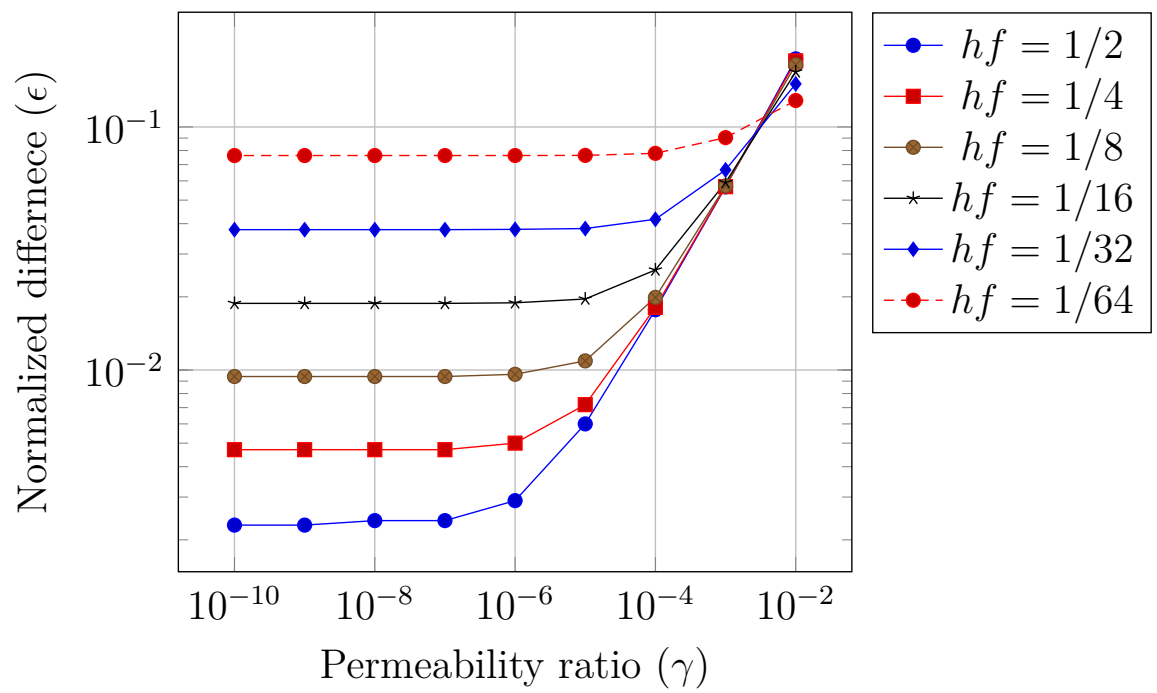 Normalized differnece (ϵ)
10⁻¹
10⁻²
10⁻¹⁰
10⁻⁸
10⁻⁶
10⁻⁴
10⁻²
Permeability ratio (γ)
hf = 1/2
hf = 1/4
hf = 1/8
hf = 1/16
hf = 1/32
hf = 1/64